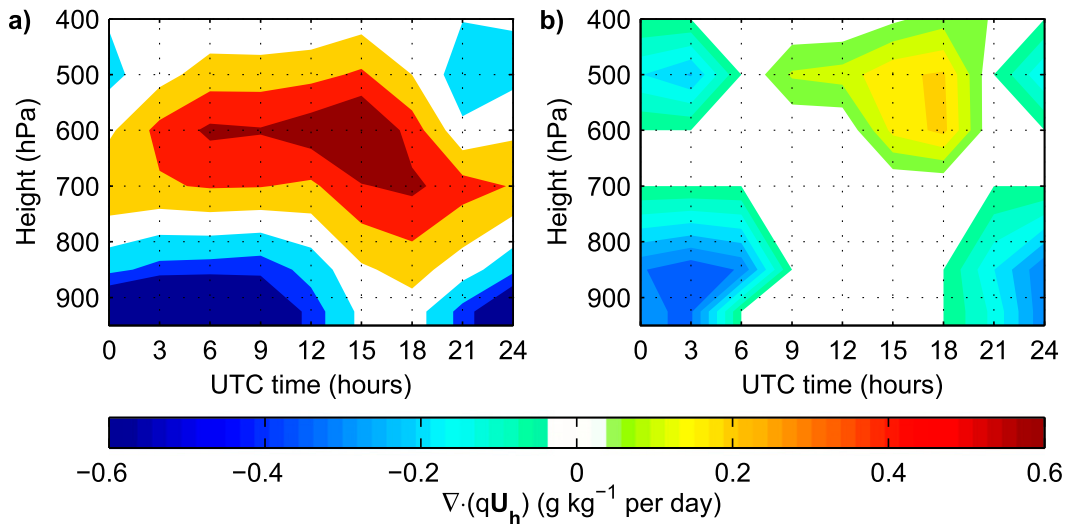 a)
400
500
600
700
800
900
Height (hPa)
0 3 6 9 12 15 18 21 24
UTC time (hours)
b)
400
500
600
700
800
900
Height (hPa)
0 3 6 9 12 15 18 21 24
UTC time (hours)
−0.6 −0.4 −0.2 0 0.2 0.4 0.6
∇·(qU_h) (g kg⁻¹ per day)